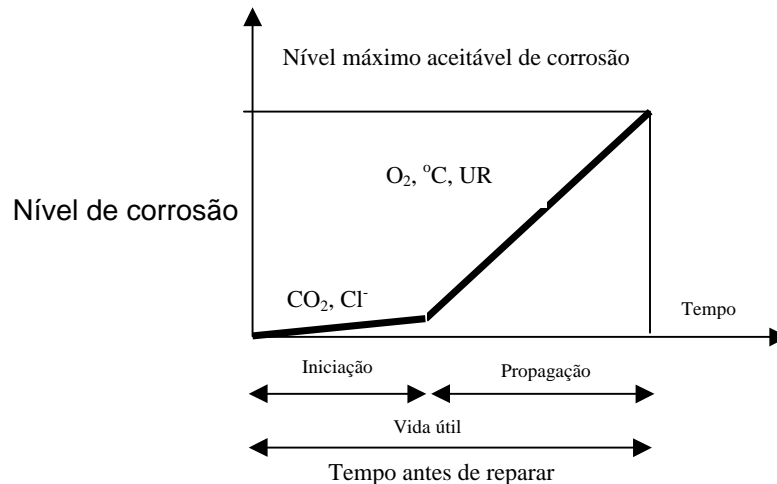 Nível máximo aceitável de corrosão
O₂, ºC, UR
Nível de corrosão
CO₂, Cl⁻
Tempo
Iniciação
Propagação
Vida útil
Tempo antes de reparar